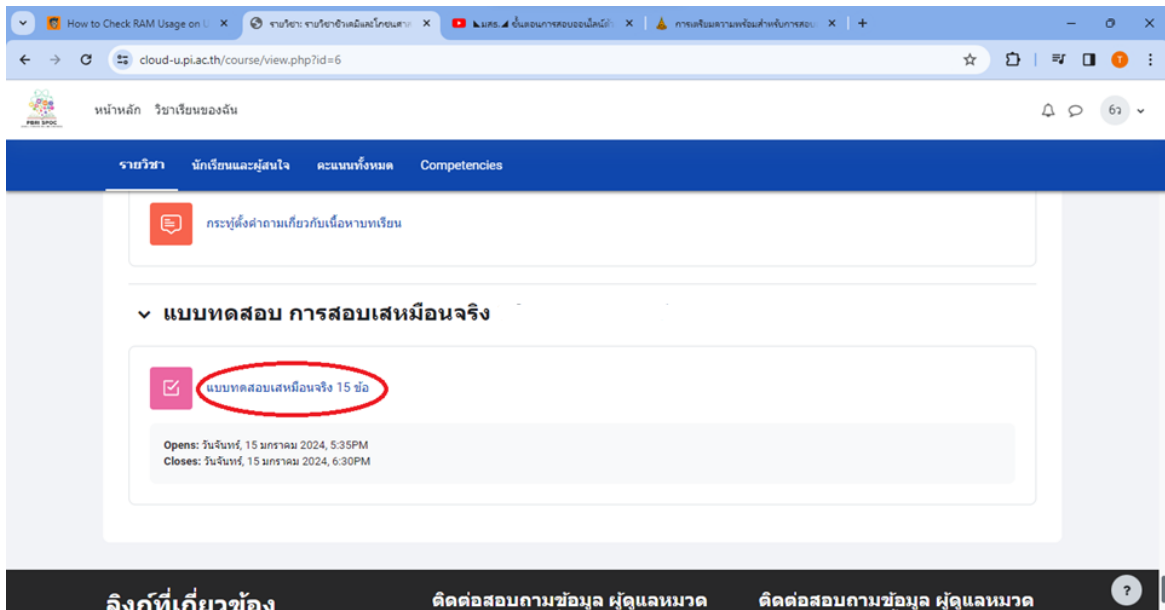 How to Check RAM Usage on L
รายวิชา: รายวิชาชีวเคมีและโภชนศาส
◣มสธ.◢ ขั้นตอนการสอบออนไลน์สำ
การเตรียมความพร้อมสำหรับการสอบ
cloud-u.pi.ac.th/course/view.php?id=6
T
PBRI SPOC
หน้าหลัก วิชาเรียนของฉัน
6ว
รายวิชา นักเรียนและผู้สนใจ คะแนนทั้งหมด Competencies
กระทู้ตั้งคำถามเกี่ยวกับเนื้อหาบทเรียน
แบบทดสอบ การสอบเสหมือนจริง
แบบทดสอบเสหมือนจริง 15 ข้อ
Opens: วันจันทร์, 15 มกราคม 2024, 5:35PM
Closes: วันจันทร์, 15 มกราคม 2024, 6:30PM
ลิงก์ที่เกี่ยวข้อง
ติดต่อสอบถามข้อมูล ผู้ดูแลหมวด
ติดต่อสอบถามข้อมูล ผู้ดูแลหมวด
?